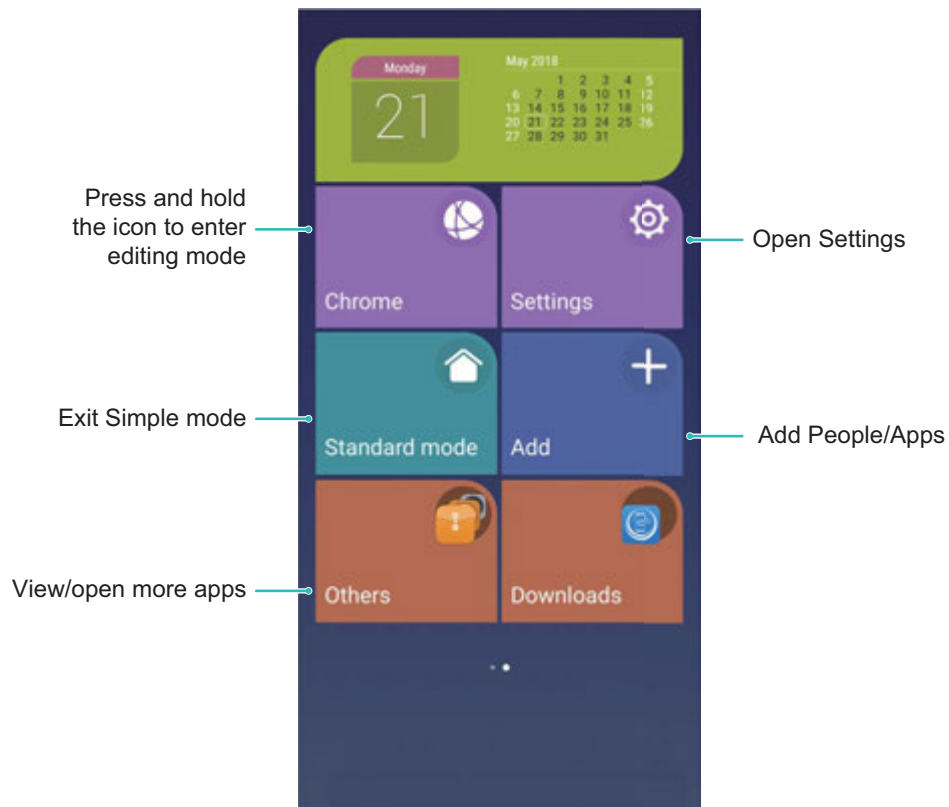 Monday
21
May 2018
1 2 3 4 5
6 7 8 9 10 11 12
13 14 15 16 17 18 19
20 21 22 23 24 25 26
27 28 29 30 31
Press and hold
the icon to enter
editing mode
Chrome
Settings
Open Settings
Exit Simple mode
Standard mode
Add
Add People/Apps
View/open more apps
Others
Downloads